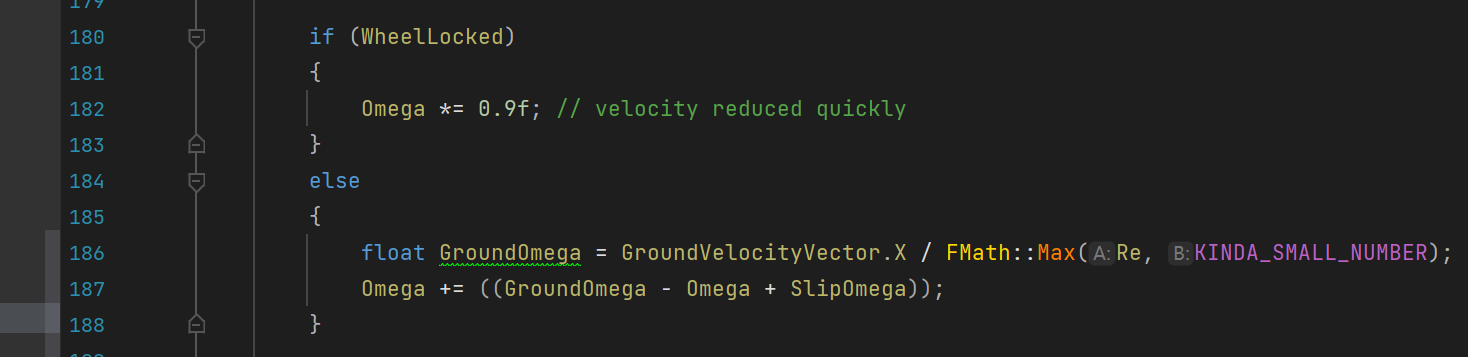 179
180 if (WheelLocked)
181 {
182 Omega *= 0.9f; // velocity reduced quickly
183 }
184 else
185 {
186 float GroundOmega = GroundVelocityVector.X / FMath::Max(A:Re, B:KINDA_SMALL_NUMBER);
187 Omega += ((GroundOmega - Omega + SlipOmega));
188 }